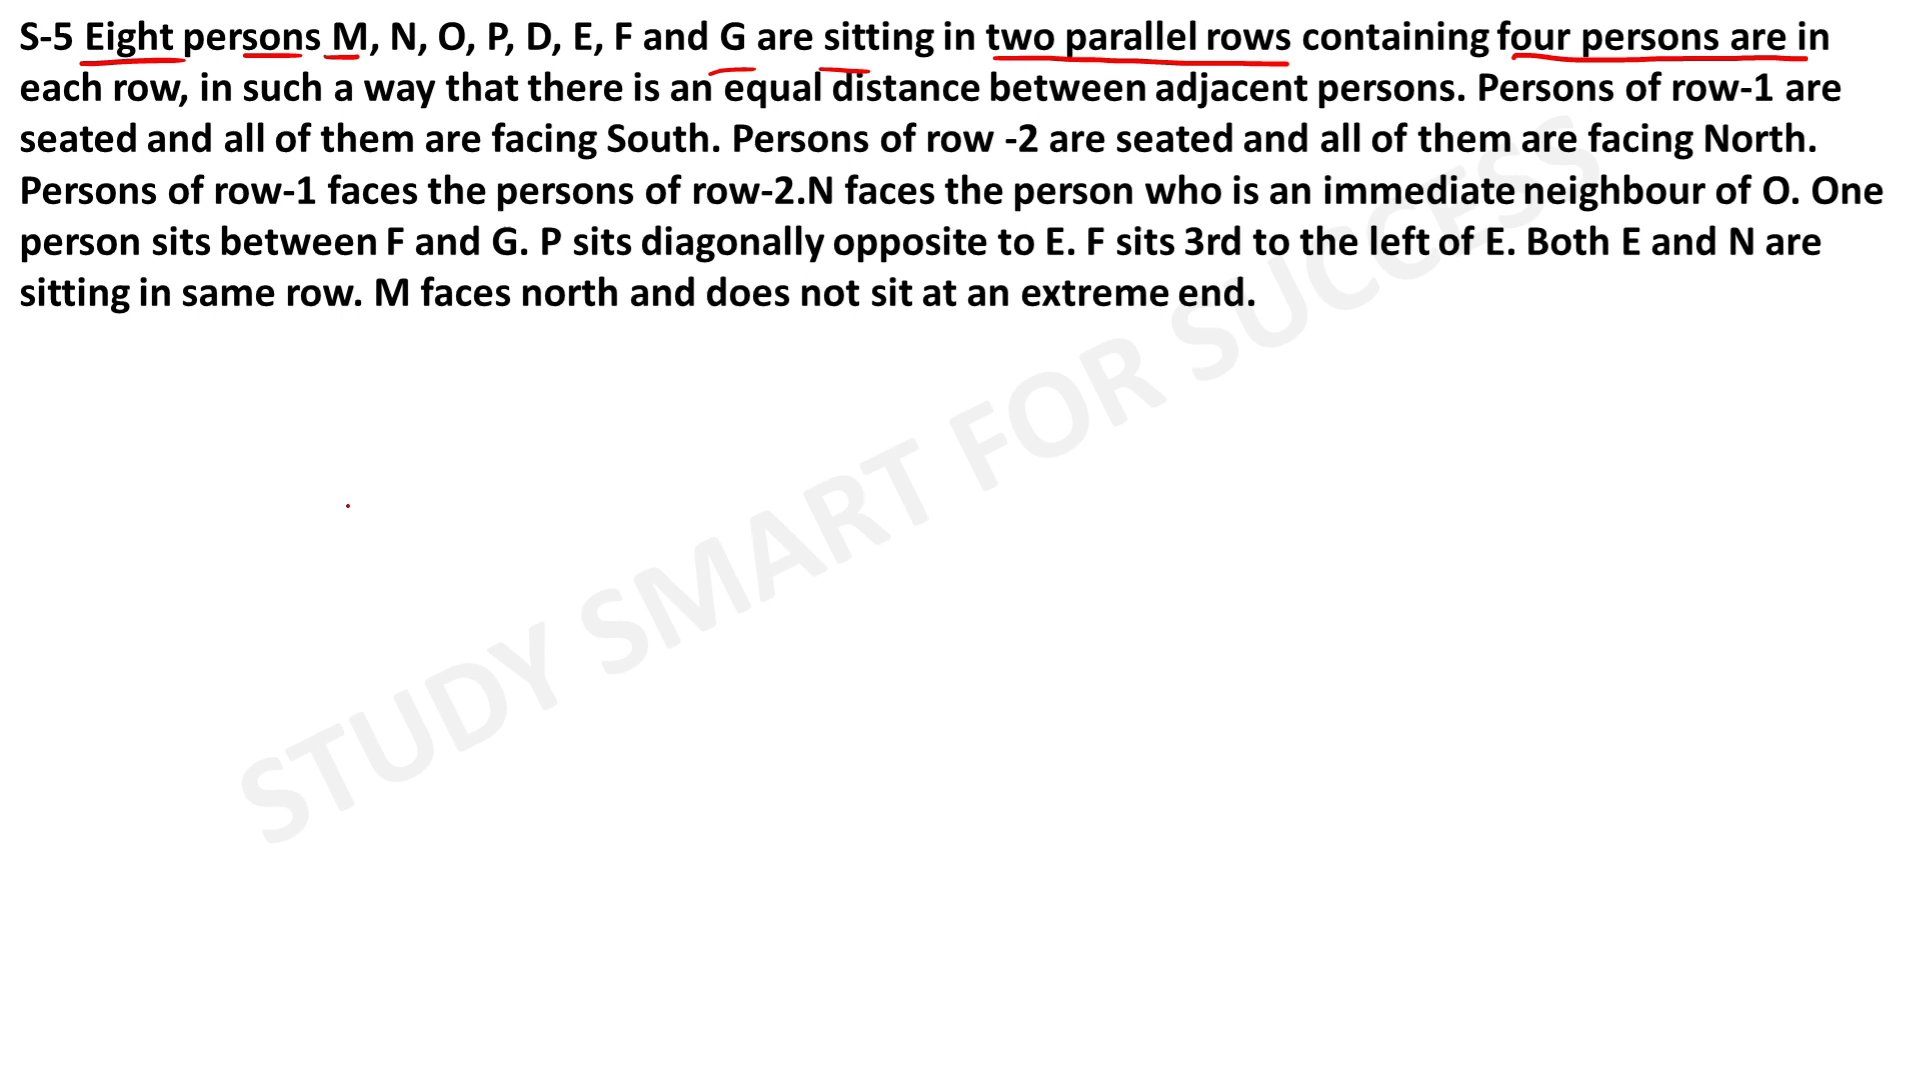 S-5 Eight persons M, N, O, P, D, E, F and G are sitting in two parallel rows containing four persons are in
each row, in such a way that there is an equal distance between adjacent persons. Persons of row-1 are
seated and all of them are facing South. Persons of row -2 are seated and all of them are facing North.
Persons of row-1 faces the persons of row-2.N faces the person who is an immediate neighbour of O. One
person sits between F and G. P sits diagonally opposite to E. F sits 3rd to the left of E. Both E and N are
sitting in same row. M faces north and does not sit at an extreme end.
STUDY SMART FOR SUCCESS